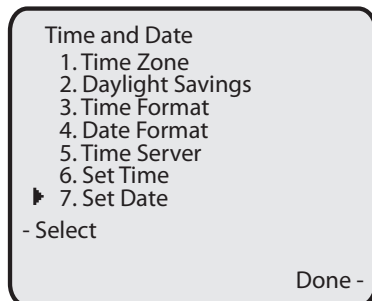 Time and Date
1. Time Zone
2. Daylight Savings
3. Time Format
4. Date Format
5. Time Server
6. Set Time
7. Set Date
- Select
Done -